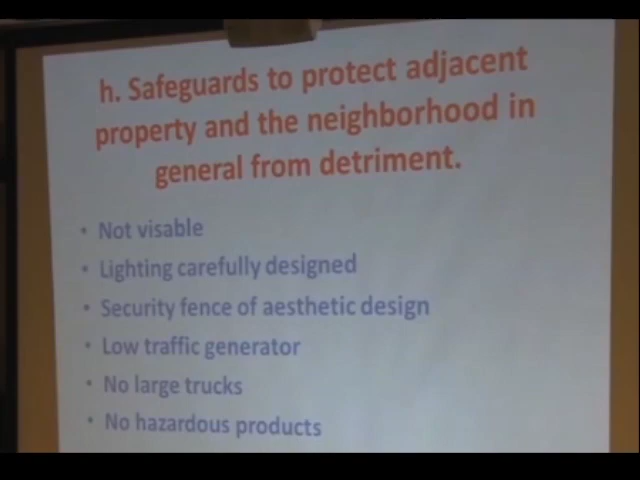 h. Safeguards to protect adjacent
property and the neighborhood in
general from detriment.
• Not visable
• Lighting carefully designed
• Security fence of aesthetic design
• Low traffic generator
• No large trucks
• No hazardous products